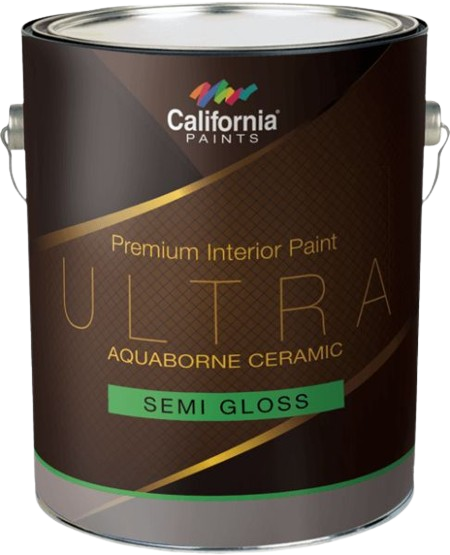 California®
PAINTS
Premium Interior Paint
ULTRA
AQUABORNE CERAMIC
SEMI GLOSS